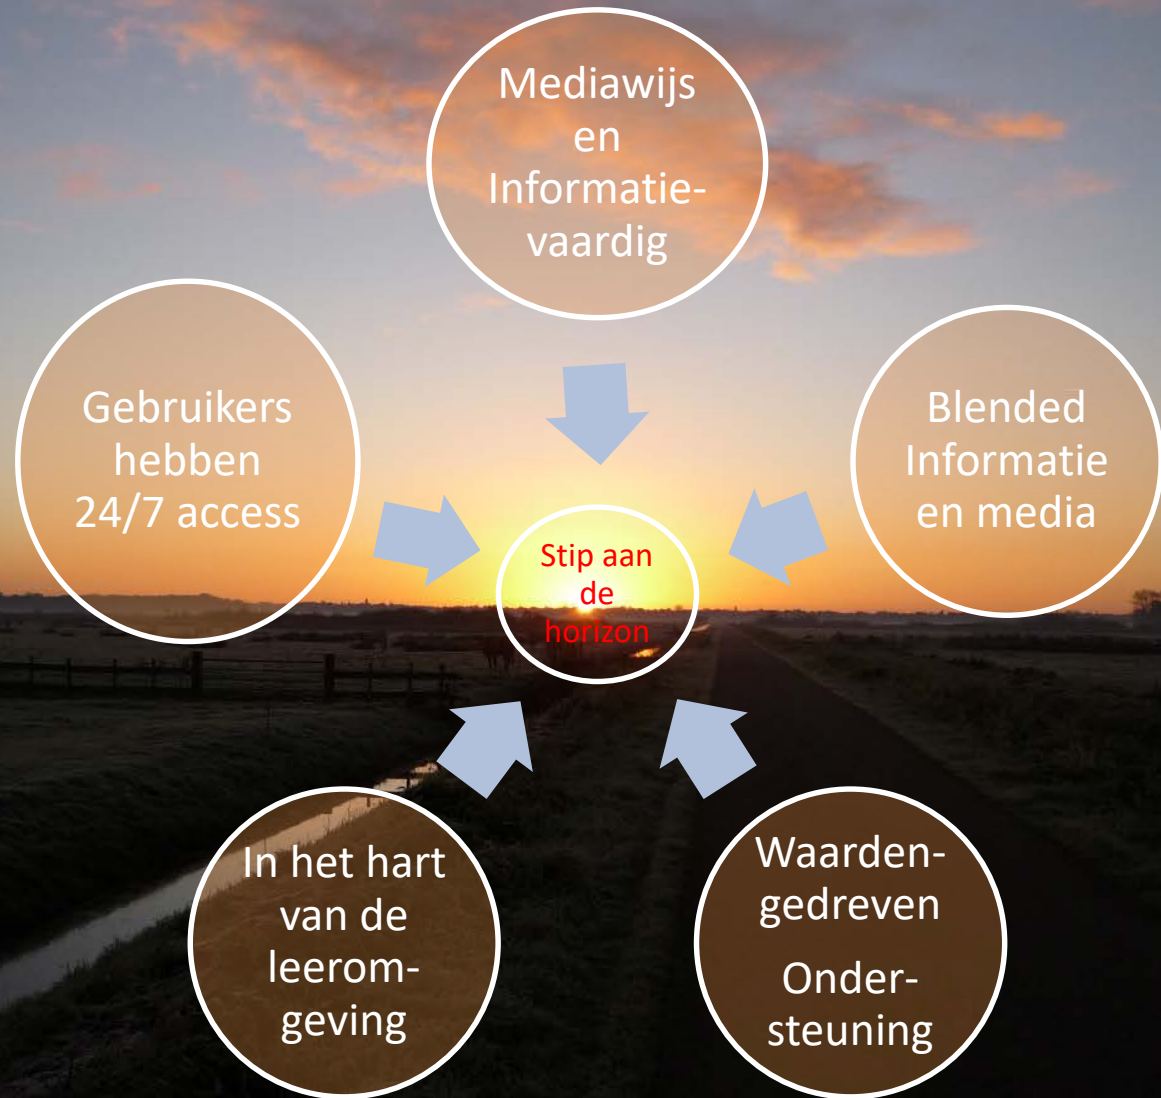 Mediawijs
en
Informatie-
vaardig
Gebruikers
hebben
24/7 access
Blended
Informatie
en media
Stip aan
de
horizon
In het hart
van de
leerom-
geving
Waarden-
gedreven
Onder-
steuning